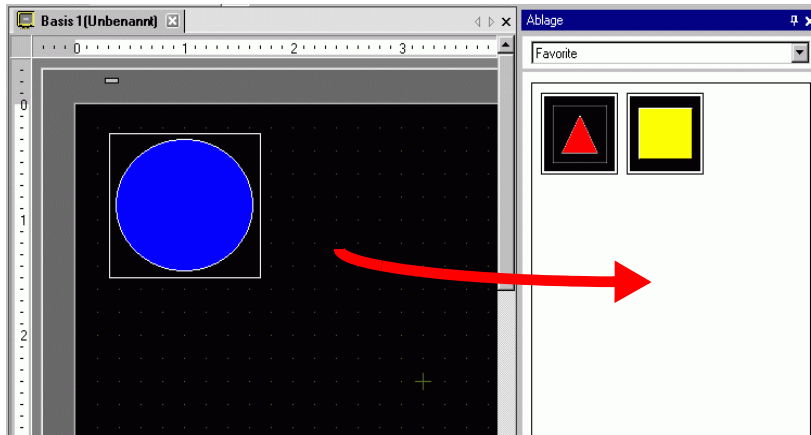 Basis 1(Unbenannt)
Ablage
0 1 2 3
Favorite
0
1
2